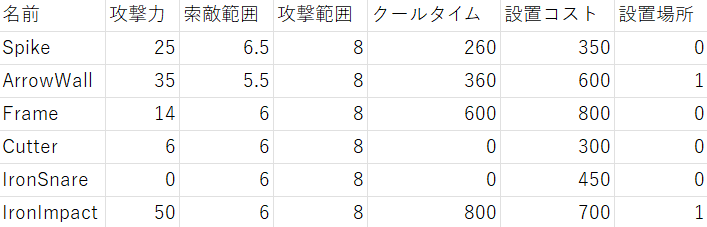 名前 攻撃力 索敵範囲 攻撃範囲 クールタイム 設置コスト 設置場所
Spike 25 6.5 8 260 350 0
ArrowWall 35 5.5 8 360 600 1
Frame 14 6 8 600 800 0
Cutter 6 6 8 0 300 0
IronSnare 0 6 8 0 450 0
IronImpact 50 6 8 800 700 1